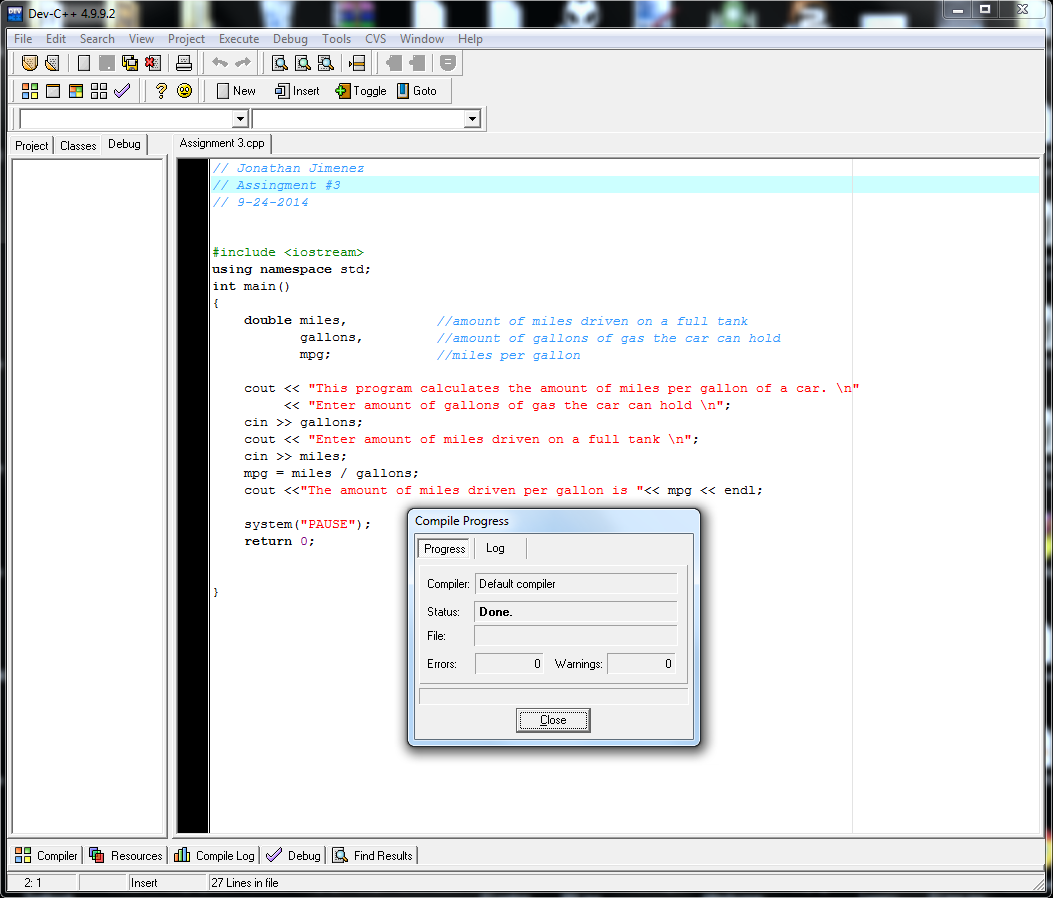 Dev-C++ 4.9.9.2
File Edit Search View Project Execute Debug Tools CVS Window Help
New Insert Toggle Goto
Project Classes Debug
Assignment 3.cpp
// Jonathan Jimenez
// Assingment #3
// 9-24-2014
#include <iostream>
using namespace std;
int main()
{
double miles, //amount of miles driven on a full tank
gallons, //amount of gallons of gas the car can hold
mpg; //miles per gallon
cout << "This program calculates the amount of miles per gallon of a car. \n"
<< "Enter amount of gallons of gas the car can hold \n";
cin >> gallons;
cout << "Enter amount of miles driven on a full tank \n";
cin >> miles;
mpg = miles / gallons;
cout <<"The amount of miles driven per gallon is "<< mpg << endl;
system("PAUSE");
return 0;
}
Compile Progress
Progress Log
Compiler: Default compiler
Status: Done.
File:
Errors: 0 Warnings: 0
Close
Compiler Resources Compile Log Debug Find Results
2: 1 Insert 27 Lines in file